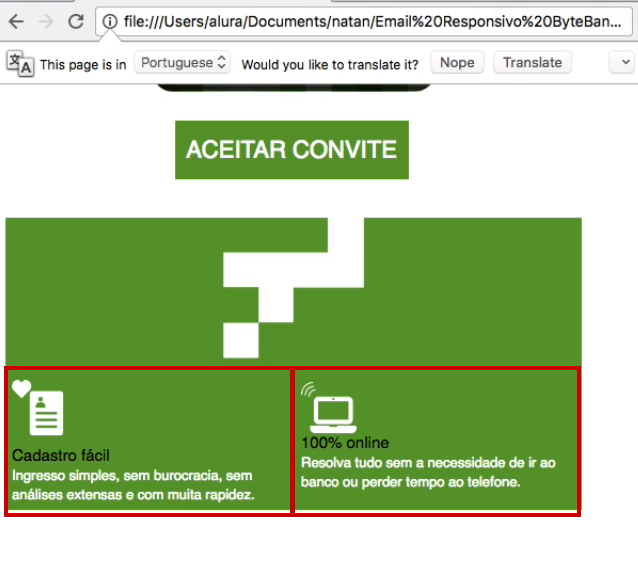 file:///Users/alura/Documents/natan/Email%20Responsivo%20ByteBan...
This page is in Portuguese Would you like to translate it? Nope Translate
ACEITAR CONVITE
Cadastro fácil
Ingresso simples, sem burocracia, sem
análises extensas e com muita rapidez.
100% online
Resolva tudo sem a necessidade de ir ao
banco ou perder tempo ao telefone.